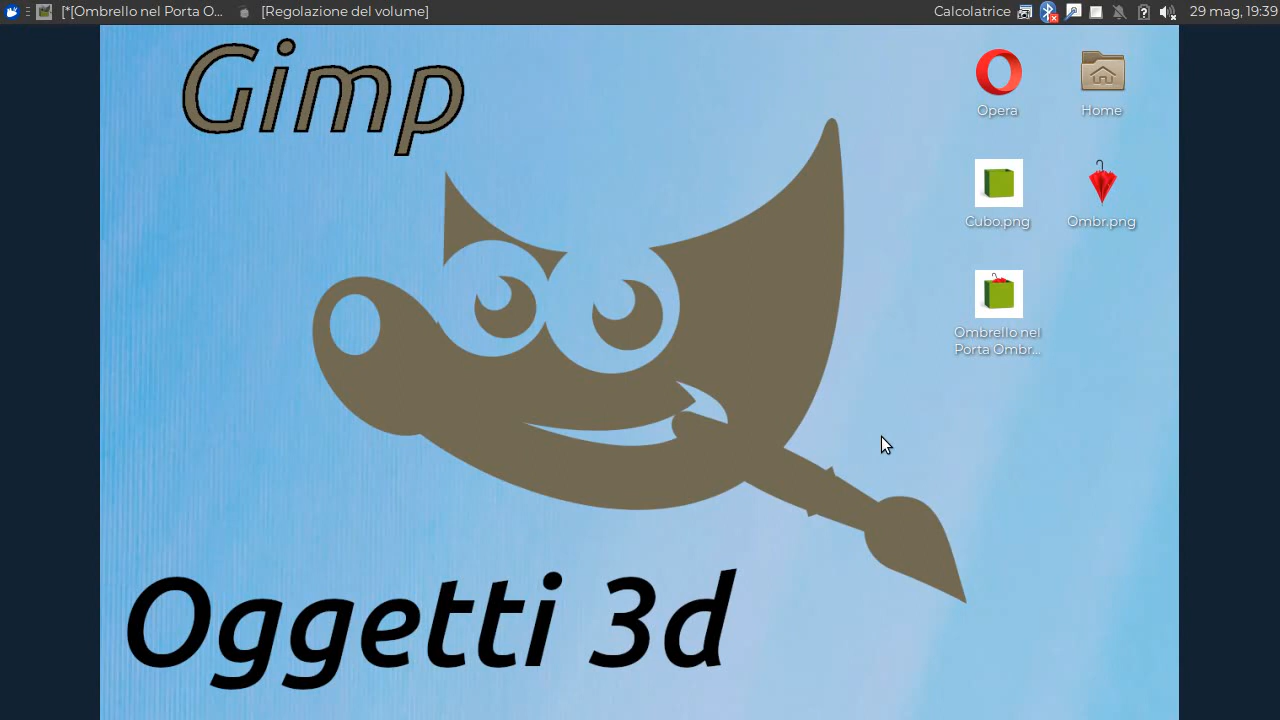 [*[Ombrello nel Porta O... [Regolazione del volume] Calcolatrice 29 mag, 19:39
Gimp
Opera Home
Cubo.png Ombr.png
Ombrello nel
Porta Ombr...
Oggetti 3d